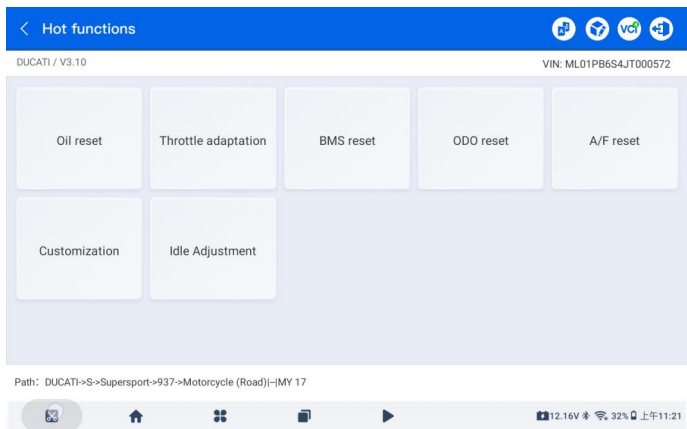 Hot functions
VCI
DUCATI / V3.10
VIN: ML01PB6S4JT000572
Oil reset
Throttle adaptation
BMS reset
ODO reset
A/F reset
Customization
Idle Adjustment
Path: DUCATI->S->Supersport->937->Motorcycle (Road)|--|MY 17
12.16V 32% 上午11:21